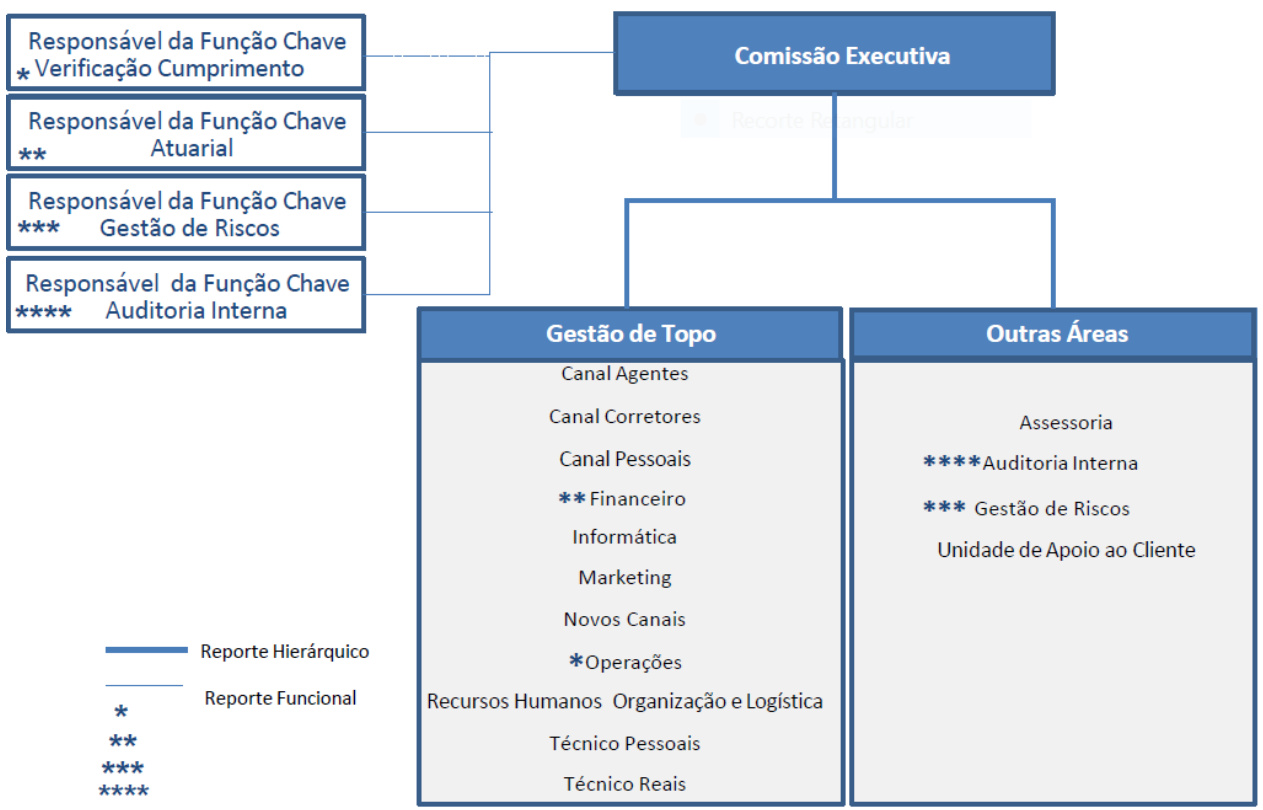 Responsável da Função Chave
* Verificação Cumprimento
Responsável da Função Chave
** Atuarial
Responsável da Função Chave
*** Gestão de Riscos
Responsável da Função Chave
**** Auditoria Interna
Comissão Executiva
Recorte Retangular
Gestão de Topo
Canal Agentes
Canal Corretores
Canal Pessoais
** Financeiro
Informática
Marketing
Novos Canais
*Operações
Recursos Humanos Organização e Logística
Técnico Pessoais
Técnico Reais
Outras Áreas
Assessoria
****Auditoria Interna
*** Gestão de Riscos
Unidade de Apoio ao Cliente
Reporte Hierárquico
Reporte Funcional
*
**
***
****